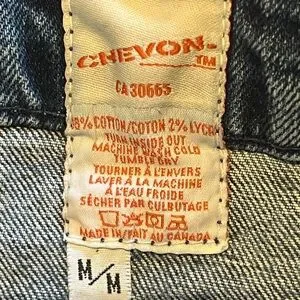 CHEVON TM
CA 30665
98% COTTON/COTON 2% LYCRA
TURN INSIDE OUT
MACHINE WASH COLD
TUMBLE DRY
TOURNER À L'ENVERS
LAVER À LA MACHINE
À L'EAU FROIDE
SÉCHER PAR CULBUTAGE
MADE IN/FAIT AU CANADA
M/M